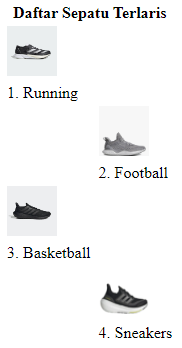 Daftar Sepatu Terlaris
1. Running
2. Football
3. Basketball
4. Sneakers